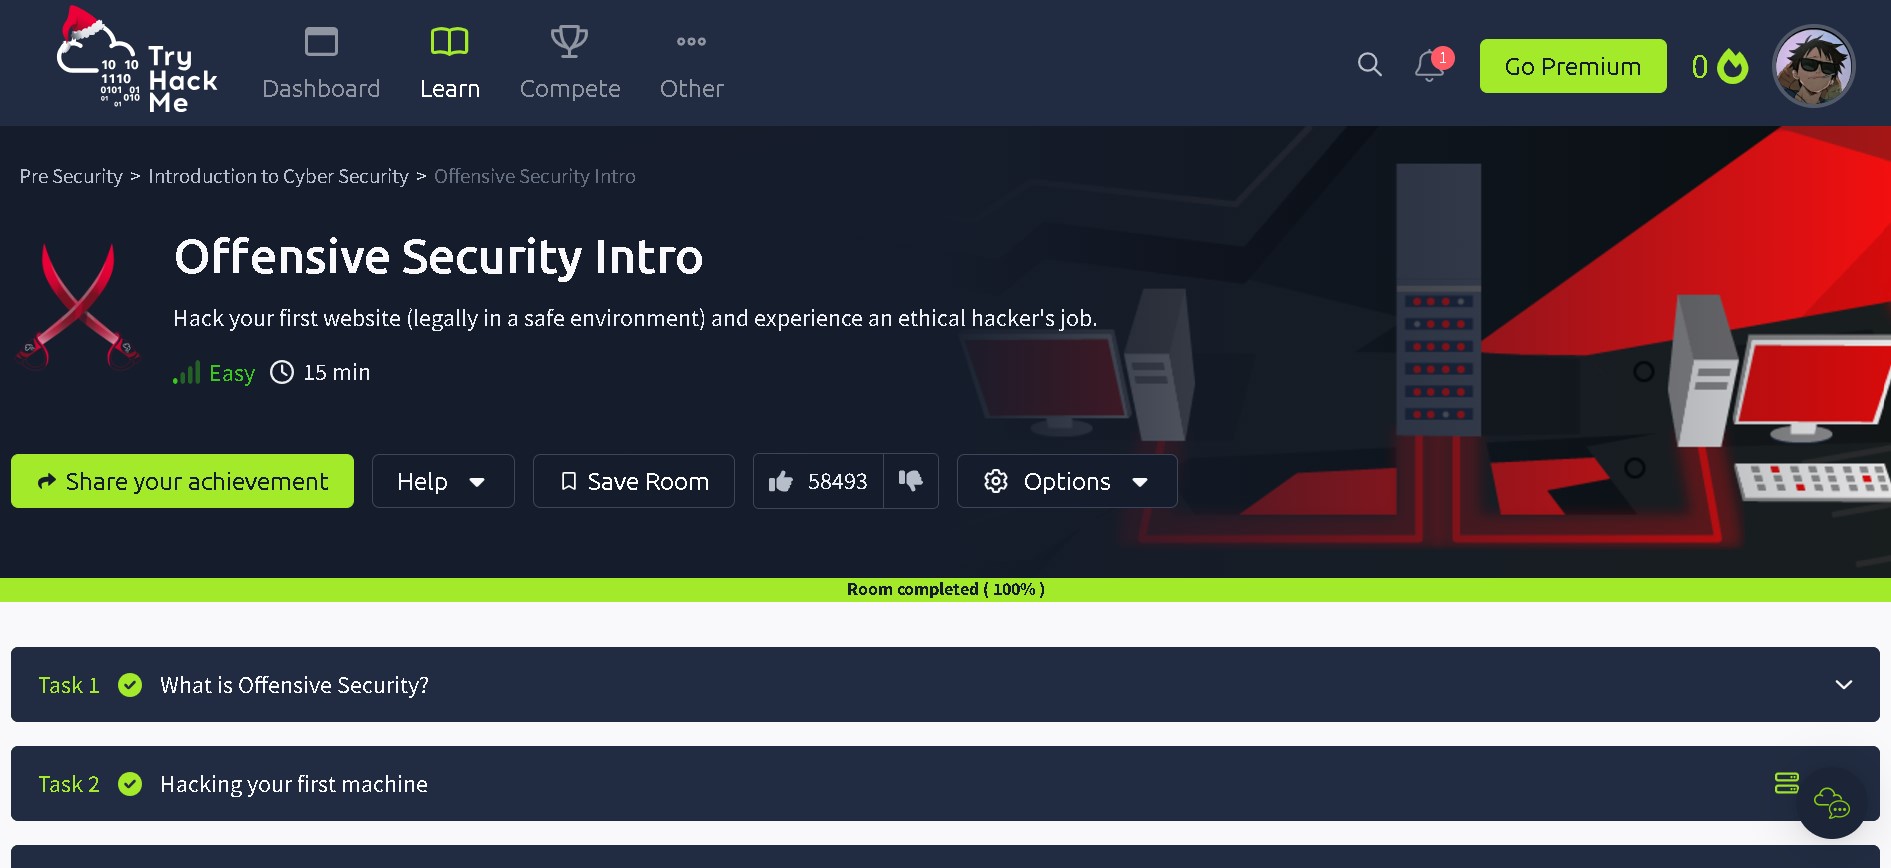 10 10
1110
0101 01
01 01 010
Try
Hack
Me
Dashboard
Learn
Compete
Other
1
Go Premium
0
Pre Security > Introduction to Cyber Security > Offensive Security Intro
Offensive Security Intro
Hack your first website (legally in a safe environment) and experience an ethical hacker's job.
Easy 15 min
Share your achievement
Help
Save Room
58493
Options
Room completed ( 100% )
Task 1 What is Offensive Security?
Task 2 Hacking your first machine